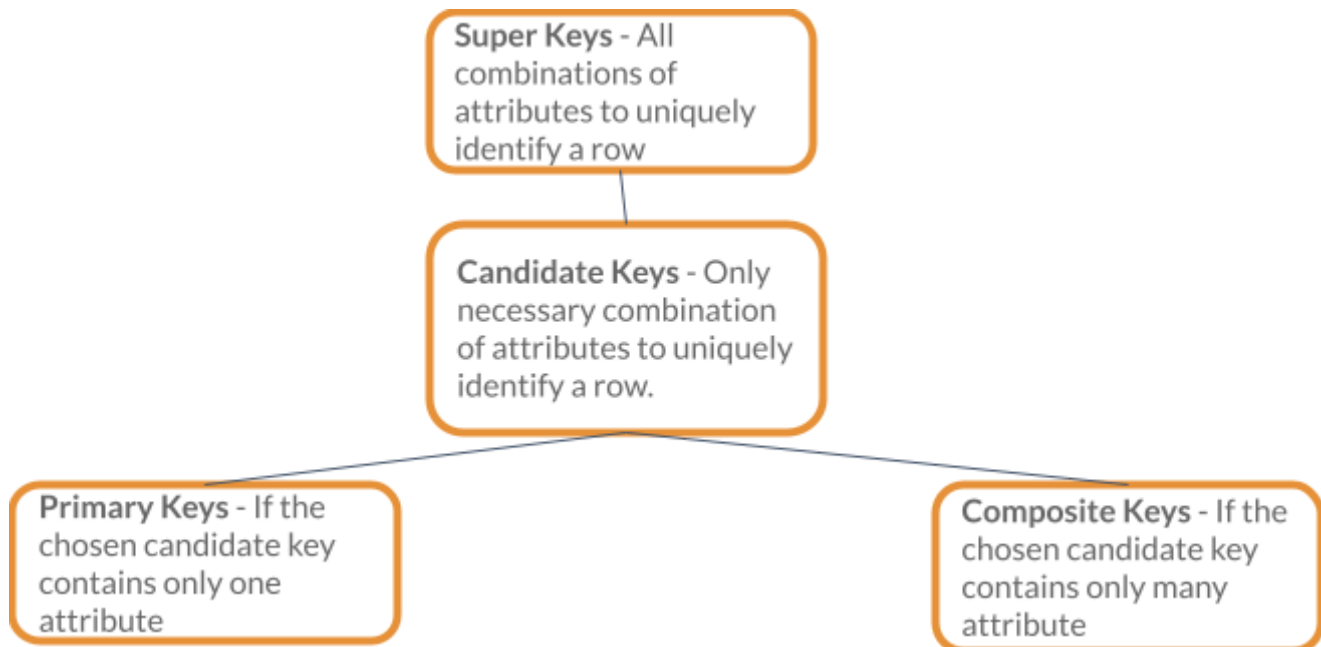 Super Keys - All
combinations of
attributes to uniquely
identify a row
Candidate Keys - Only
necessary combination
of attributes to uniquely
identify a row.
Primary Keys - If the
chosen candidate key
contains only one
attribute
Composite Keys - If the
chosen candidate key
contains only many
attribute